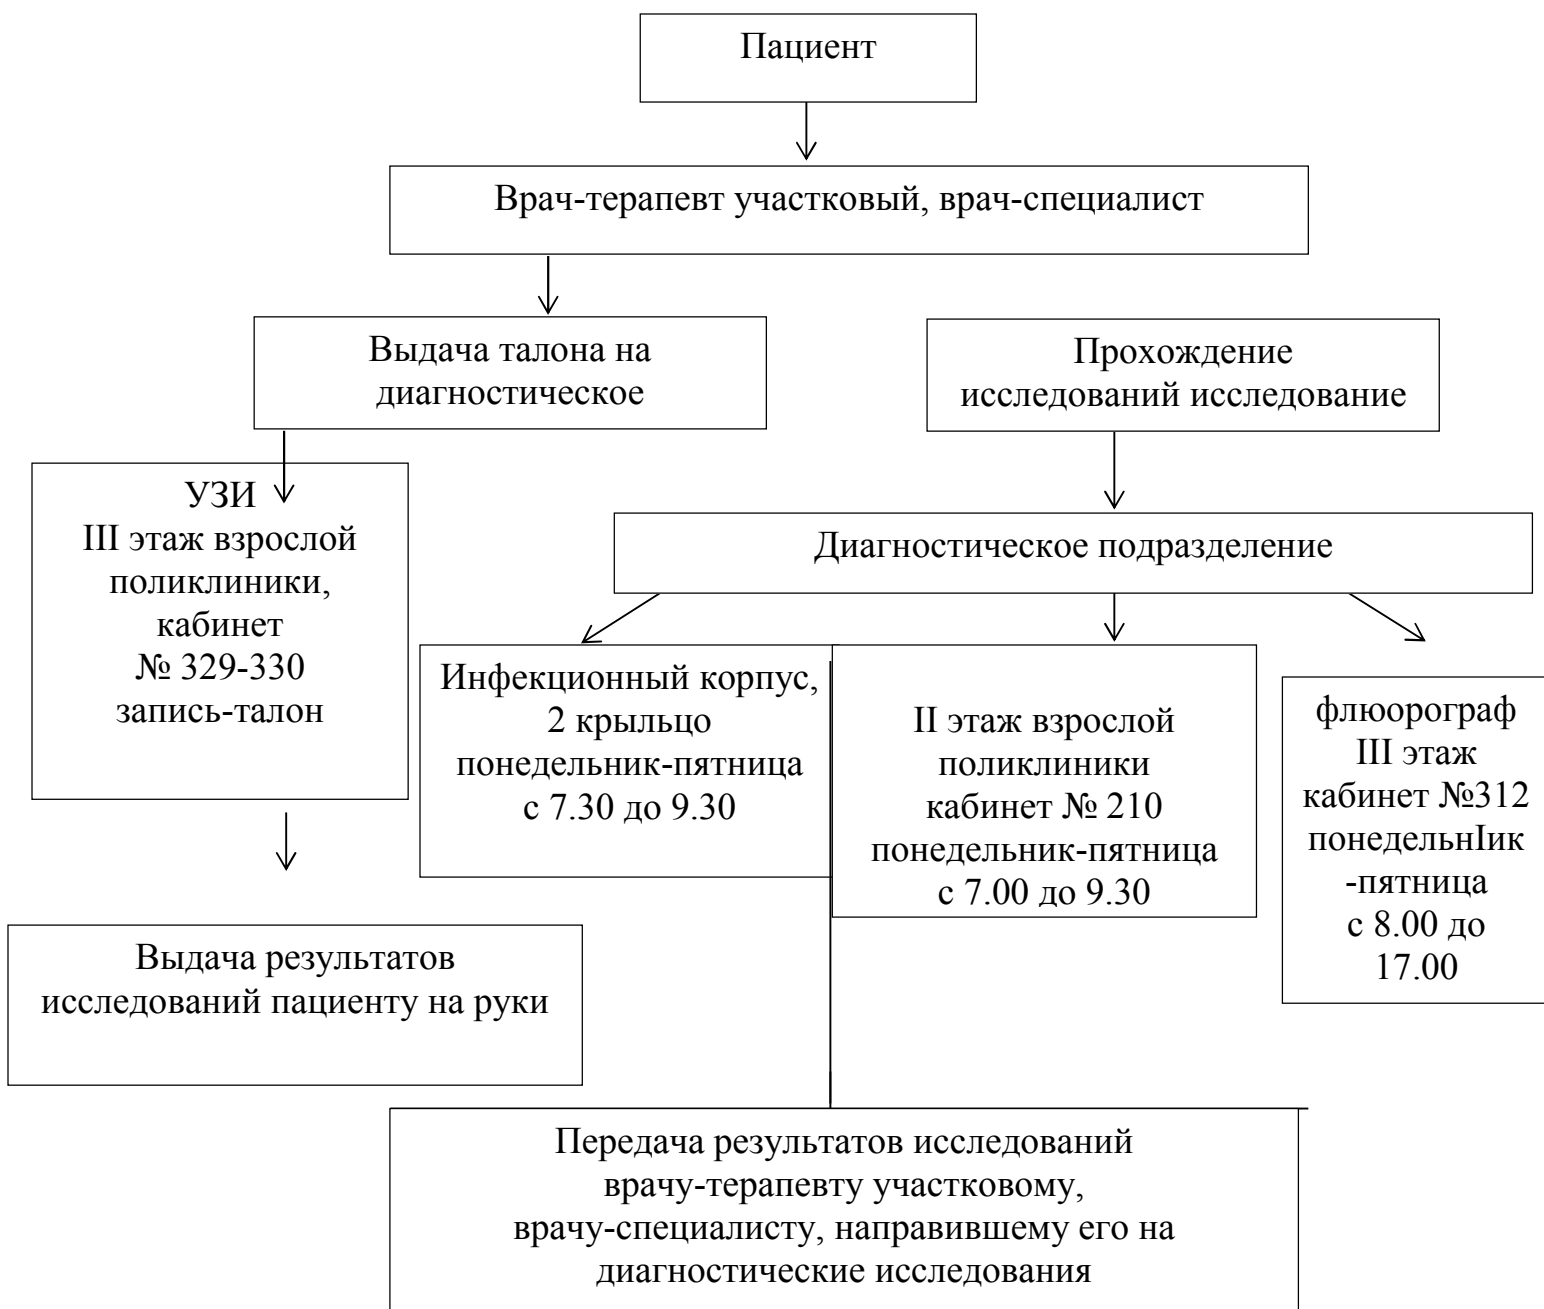 Пациент
Врач-терапевт участковый, врач-специалист
Выдача талона на
диагностическое
Прохождение
исследований исследование
УЗИ
III этаж взрослой
поликлиники,
кабинет
№ 329-330
запись-талон
Диагностическое подразделение
Инфекционный корпус,
2 крыльцо
понедельник-пятница
с 7.30 до 9.30
II этаж взрослой
поликлиники
кабинет № 210
понедельник-пятница
с 7.00 до 9.30
флюорограф
III этаж
кабинет №312
понедельнIик
-пятница
с 8.00 до
17.00
Выдача результатов
исследований пациенту на руки
Передача результатов исследований
врачу-терапевту участковому,
врачу-специалисту, направившему его на
диагностические исследования